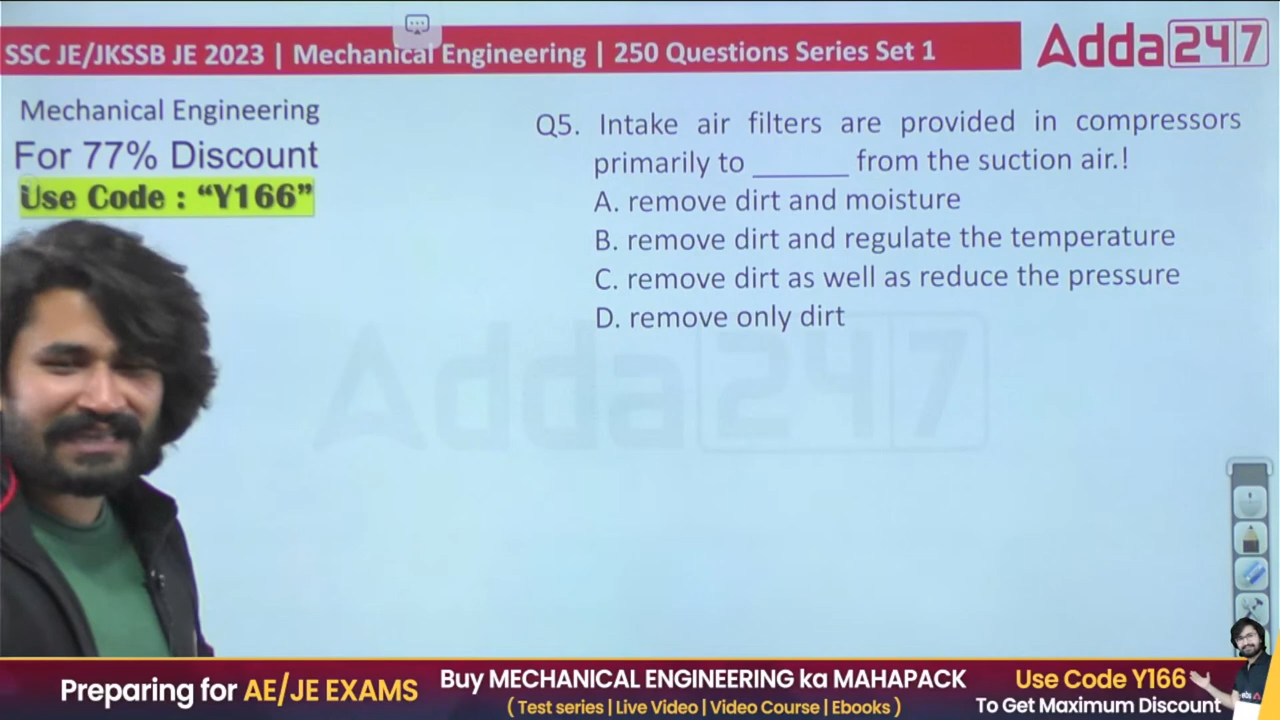 SSC JE/JKSSB JE 2023 | Mechanical Engineering | 250 Questions Series Set 1
Adda247
Mechanical Engineering
For 77% Discount
Use Code : “Y166”
Q5. Intake air filters are provided in compressors
primarily to _______ from the suction air.!
A. remove dirt and moisture
B. remove dirt and regulate the temperature
C. remove dirt as well as reduce the pressure
D. remove only dirt
Adda247
Preparing for AE/JE EXAMS
Buy MECHANICAL ENGINEERING ka MAHAPACK
( Test series | Live Video | Video Course | Ebooks )
Use Code Y166
To Get Maximum Discount